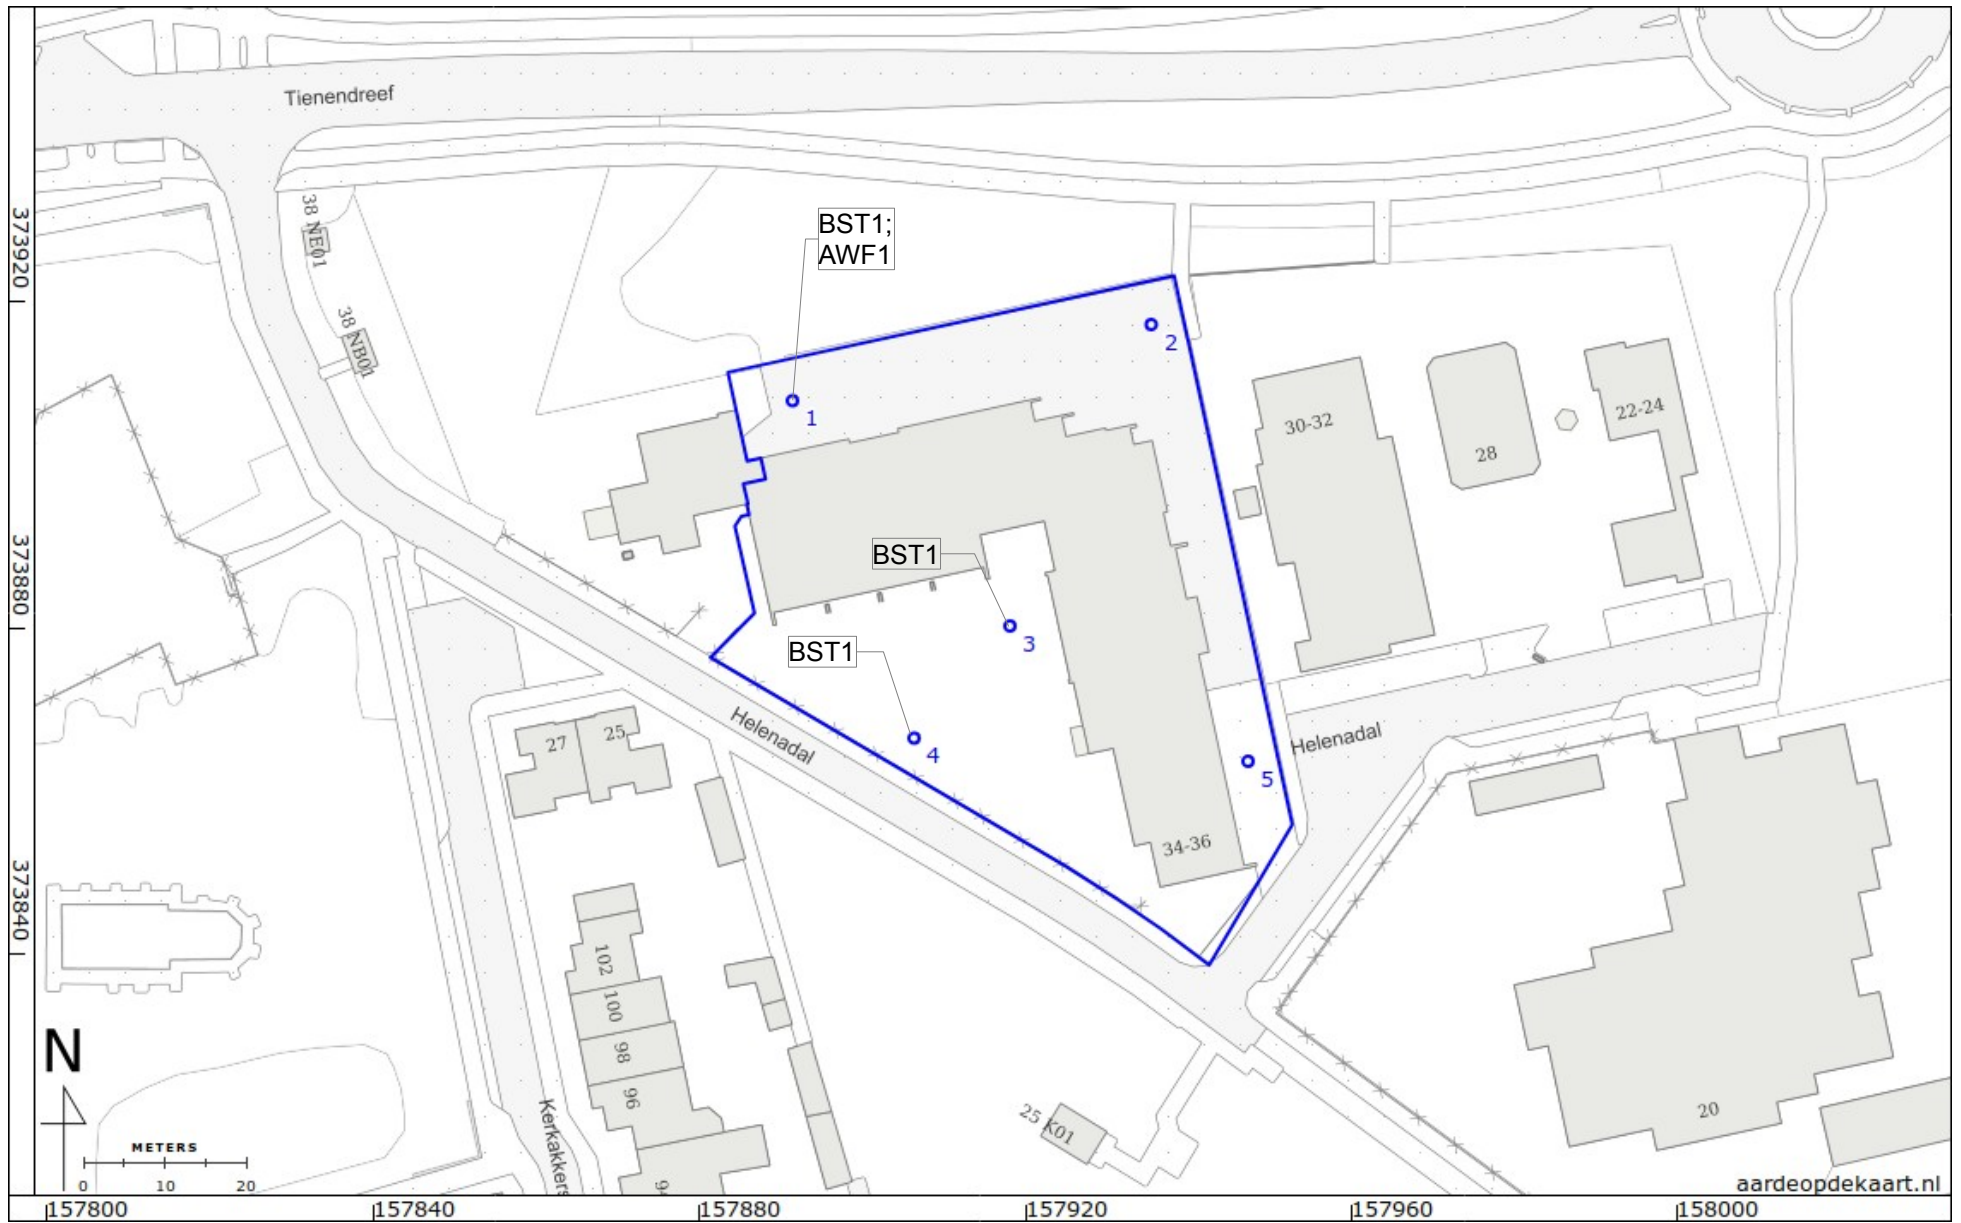 Tienendreef
38 NE01
38 NB01
373920
BST1;
AWF1
1
2
30-32
28
22-24
373880
BST1
3
BST1
4
5
Helenadal
Helenadal
27
25
34-36
373840
102
100
98
96
Kerkakkers
25 K01
20
N
METERS
0 10 20
aardeopdekaart.nl
157800 157840 157880 157920 157960 158000